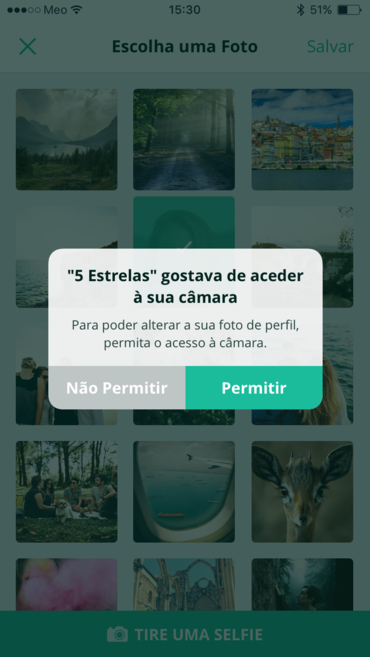 Meo 15:30 51%
Escolha uma Foto Salvar
"5 Estrelas" gostava de aceder
à sua câmara
Para poder alterar a sua foto de perfil,
permita o acesso à câmara.
Não Permitir Permitir
TIRE UMA SELFIE